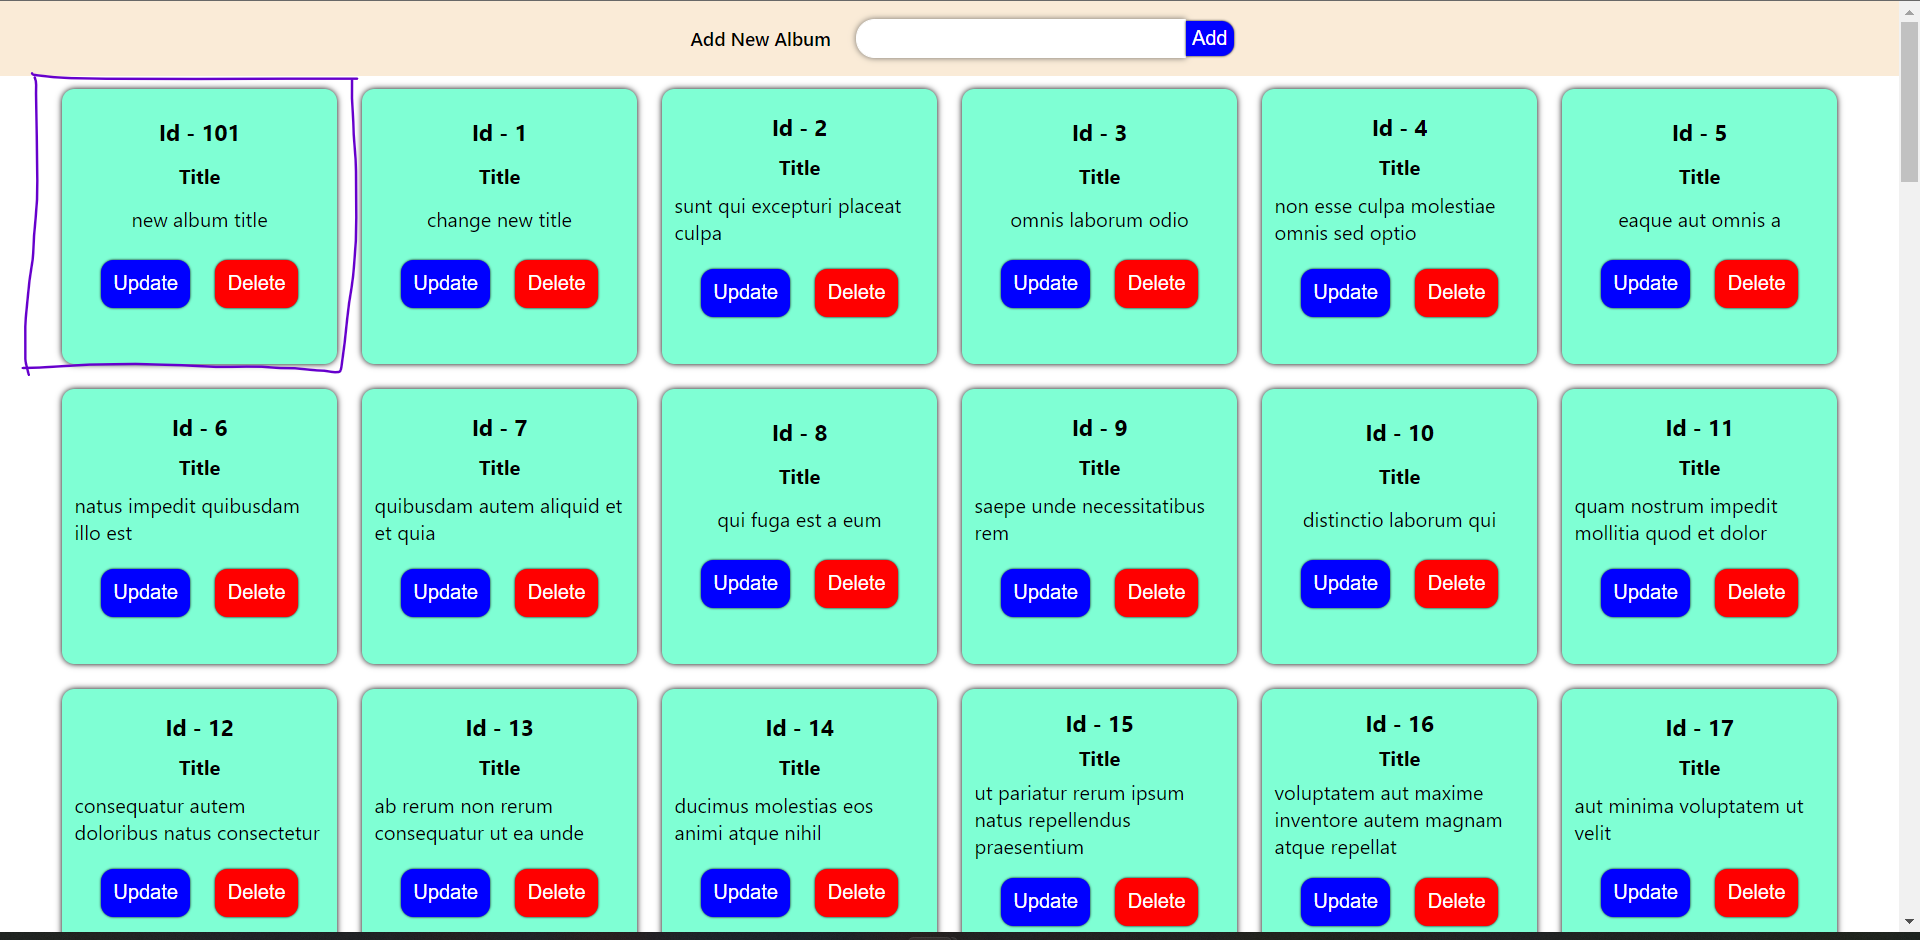 Add New Album Add
Id - 101
Title
new album title
Update Delete
Id - 1
Title
change new title
Update Delete
Id - 2
Title
sunt qui excepturi placeat
culpa
Update Delete
Id - 3
Title
omnis laborum odio
Update Delete
Id - 4
Title
non esse culpa molestiae
omnis sed optio
Update Delete
Id - 5
Title
eaque aut omnis a
Update Delete
Id - 6
Title
natus impedit quibusdam
illo est
Update Delete
Id - 7
Title
quibusdam autem aliquid et
et quia
Update Delete
Id - 8
Title
qui fuga est a eum
Update Delete
Id - 9
Title
saepe unde necessitatibus
rem
Update Delete
Id - 10
Title
distinctio laborum qui
Update Delete
Id - 11
Title
quam nostrum impedit
mollitia quod et dolor
Update Delete
Id - 12
Title
consequatur autem
doloribus natus consectetur
Update Delete
Id - 13
Title
ab rerum non rerum
consequatur ut ea unde
Update Delete
Id - 14
Title
ducimus molestias eos
animi atque nihil
Update Delete
Id - 15
Title
ut pariatur rerum ipsum
natus repellendus
praesentium
Update Delete
Id - 16
Title
voluptatem aut maxime
inventore autem magnam
atque repellat
Update Delete
Id - 17
Title
aut minima voluptatem ut
velit
Update Delete